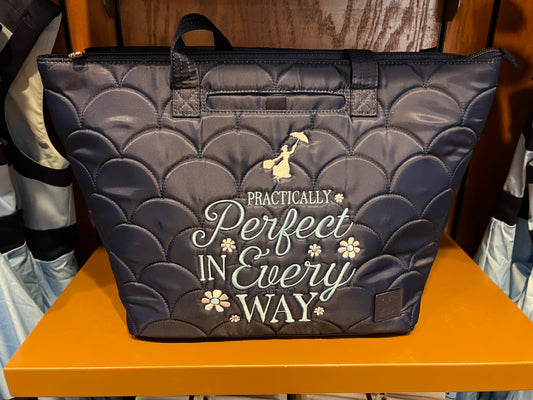 PRACTICALLY
Perfect
IN Every
WAY